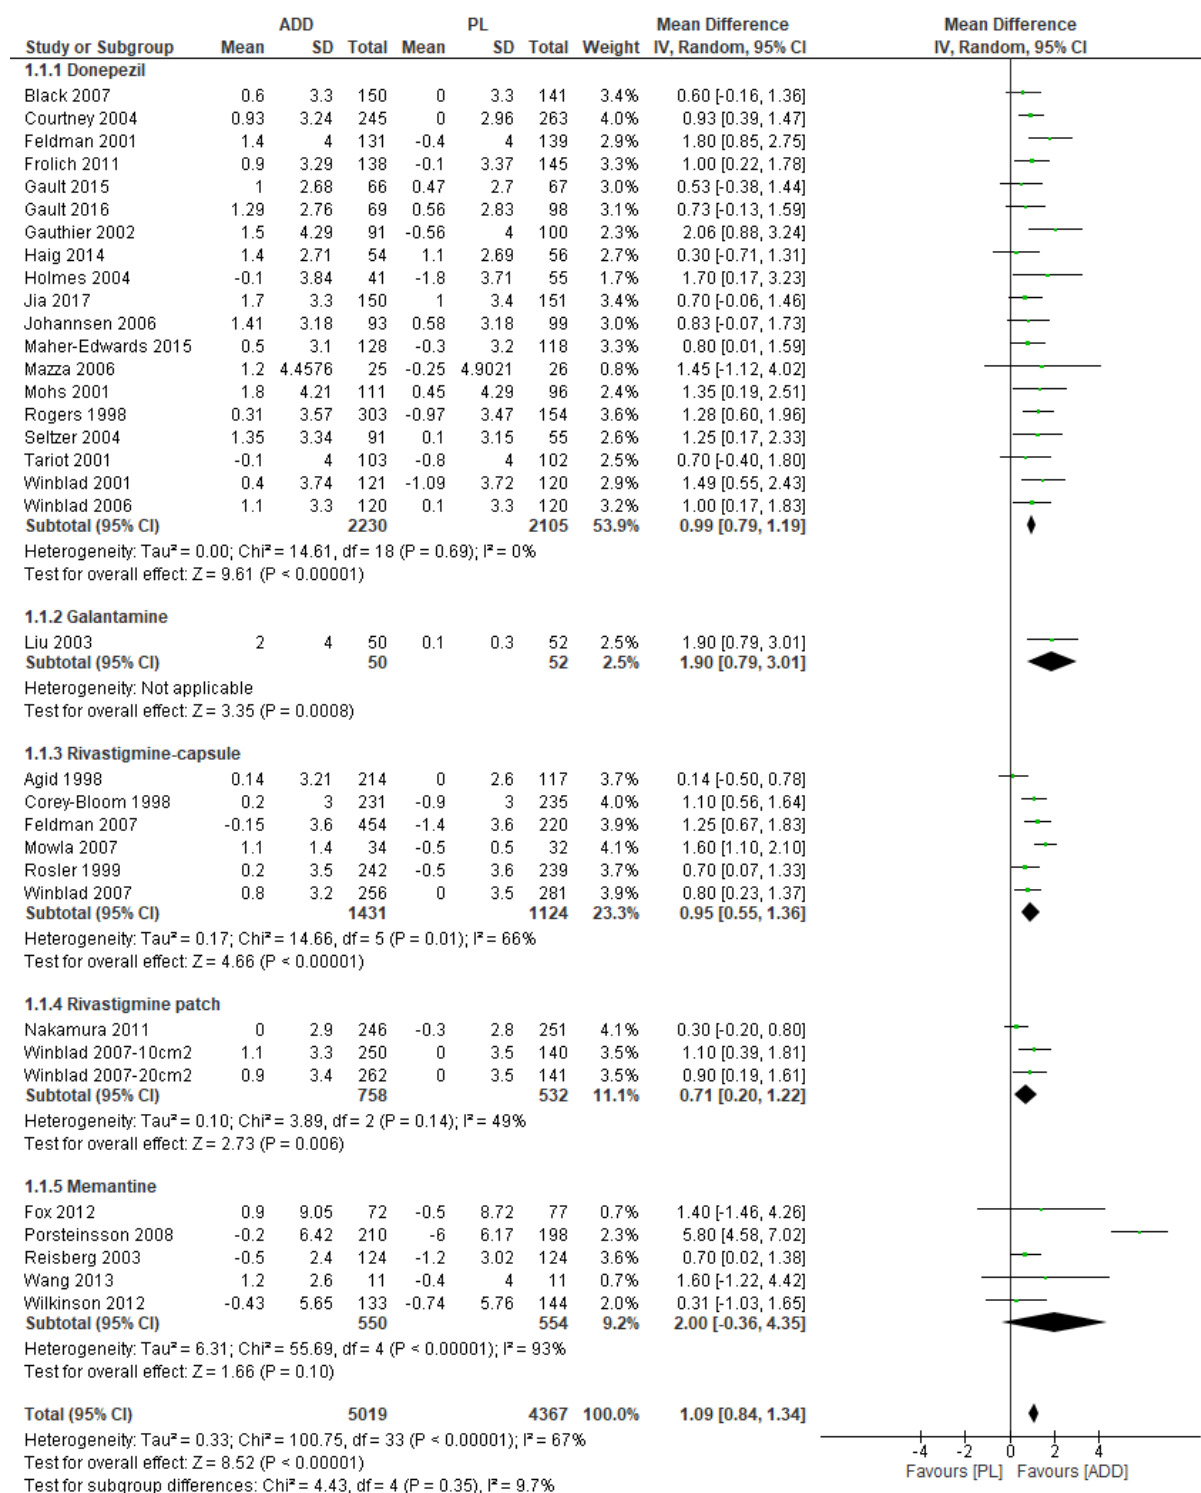 ADD PL Mean Difference Mean Difference
Study or Subgroup Mean SD Total Mean SD Total Weight IV, Random, 95% CI IV, Random, 95% CI
1.1.1 Donepezil
Black 2007 0.6 3.3 150 0 3.3 141 3.4% 0.60 [-0.16, 1.36]
Courtney 2004 0.93 3.24 245 0 2.96 263 4.0% 0.93 [0.39, 1.47]
Feldman 2001 1.4 4 131 -0.4 4 139 2.9% 1.80 [0.85, 2.75]
Frolich 2011 0.9 3.29 138 -0.1 3.37 145 3.3% 1.00 [0.22, 1.78]
Gault 2015 1 2.68 66 0.47 2.7 67 3.0% 0.53 [-0.38, 1.44]
Gault 2016 1.29 2.76 69 0.56 2.83 98 3.1% 0.73 [-0.13, 1.59]
Gauthier 2002 1.5 4.29 91 -0.56 4 100 2.3% 2.06 [0.88, 3.24]
Haig 2014 1.4 2.71 54 1.1 2.69 56 2.7% 0.30 [-0.71, 1.31]
Holmes 2004 -0.1 3.84 41 -1.8 3.71 55 1.7% 1.70 [0.17, 3.23]
Jia 2017 1.7 3.3 150 1 3.4 151 3.4% 0.70 [-0.06, 1.46]
Johannsen 2006 1.41 3.18 93 0.58 3.18 99 3.0% 0.83 [-0.07, 1.73]
Maher-Edwards 2015 0.5 3.1 128 -0.3 3.2 118 3.3% 0.80 [0.01, 1.59]
Mazza 2006 1.2 4.4576 25 -0.25 4.9021 26 0.8% 1.45 [-1.12, 4.02]
Mohs 2001 1.8 4.21 111 0.45 4.29 96 2.4% 1.35 [0.19, 2.51]
Rogers 1998 0.31 3.57 303 -0.97 3.47 154 3.6% 1.28 [0.60, 1.96]
Seltzer 2004 1.35 3.34 91 0.1 3.15 55 2.6% 1.25 [0.17, 2.33]
Tariot 2001 -0.1 4 103 -0.8 4 102 2.5% 0.70 [-0.40, 1.80]
Winblad 2001 0.4 3.74 121 -1.09 3.72 120 2.9% 1.49 [0.55, 2.43]
Winblad 2006 1.1 3.3 120 0.1 3.3 120 3.2% 1.00 [0.17, 1.83]
Subtotal (95% CI) 2230 2105 53.9% 0.99 [0.79, 1.19]
Heterogeneity: Tau² = 0.00; Chi² = 14.61, df = 18 (P = 0.69); I² = 0%
Test for overall effect: Z = 9.61 (P < 0.00001)
1.1.2 Galantamine
Liu 2003 2 4 50 0.1 0.3 52 2.5% 1.90 [0.79, 3.01]
Subtotal (95% CI) 50 52 2.5% 1.90 [0.79, 3.01]
Heterogeneity: Not applicable
Test for overall effect: Z = 3.35 (P = 0.0008)
1.1.3 Rivastigmine-capsule
Agid 1998 0.14 3.21 214 0 2.6 117 3.7% 0.14 [-0.50, 0.78]
Corey-Bloom 1998 0.2 3 231 -0.9 3 235 4.0% 1.10 [0.56, 1.64]
Feldman 2007 -0.15 3.6 454 -1.4 3.6 220 3.9% 1.25 [0.67, 1.83]
Mowla 2007 1.1 1.4 34 -0.5 0.5 32 4.1% 1.60 [1.10, 2.10]
Rosler 1999 0.2 3.5 242 -0.5 3.6 239 3.7% 0.70 [0.07, 1.33]
Winblad 2007 0.8 3.2 256 0 3.5 281 3.9% 0.80 [0.23, 1.37]
Subtotal (95% CI) 1431 1124 23.3% 0.95 [0.55, 1.36]
Heterogeneity: Tau² = 0.17; Chi² = 14.66, df = 5 (P = 0.01); I² = 66%
Test for overall effect: Z = 4.66 (P < 0.00001)
1.1.4 Rivastigmine patch
Nakamura 2011 0 2.9 246 -0.3 2.8 251 4.1% 0.30 [-0.20, 0.80]
Winblad 2007-10cm2 1.1 3.3 250 0 3.5 140 3.5% 1.10 [0.39, 1.81]
Winblad 2007-20cm2 0.9 3.4 262 0 3.5 141 3.5% 0.90 [0.19, 1.61]
Subtotal (95% CI) 758 532 11.1% 0.71 [0.20, 1.22]
Heterogeneity: Tau² = 0.10; Chi² = 3.89, df = 2 (P = 0.14); I² = 49%
Test for overall effect: Z = 2.73 (P = 0.006)
1.1.5 Memantine
Fox 2012 0.9 9.05 72 -0.5 8.72 77 0.7% 1.40 [-1.46, 4.26]
Porsteinsson 2008 -0.2 6.42 210 -6 6.17 198 2.3% 5.80 [4.58, 7.02]
Reisberg 2003 -0.5 2.4 124 -1.2 3.02 124 3.6% 0.70 [0.02, 1.38]
Wang 2013 1.2 2.6 11 -0.4 4 11 0.7% 1.60 [-1.22, 4.42]
Wilkinson 2012 -0.43 5.65 133 -0.74 5.76 144 2.0% 0.31 [-1.03, 1.65]
Subtotal (95% CI) 550 554 9.2% 2.00 [-0.36, 4.35]
Heterogeneity: Tau² = 6.31; Chi² = 55.69, df = 4 (P < 0.00001); I² = 93%
Test for overall effect: Z = 1.66 (P = 0.10)
Total (95% CI) 5019 4367 100.0% 1.09 [0.84, 1.34]
Heterogeneity: Tau² = 0.33; Chi² = 100.75, df = 33 (P < 0.00001); I² = 67%
Test for overall effect: Z = 8.52 (P < 0.00001)
Test for subgroup differences: Chi² = 4.43, df = 4 (P = 0.35), I² = 9.7%
-4 -2 0 2 4
Favours [PL] Favours [ADD]